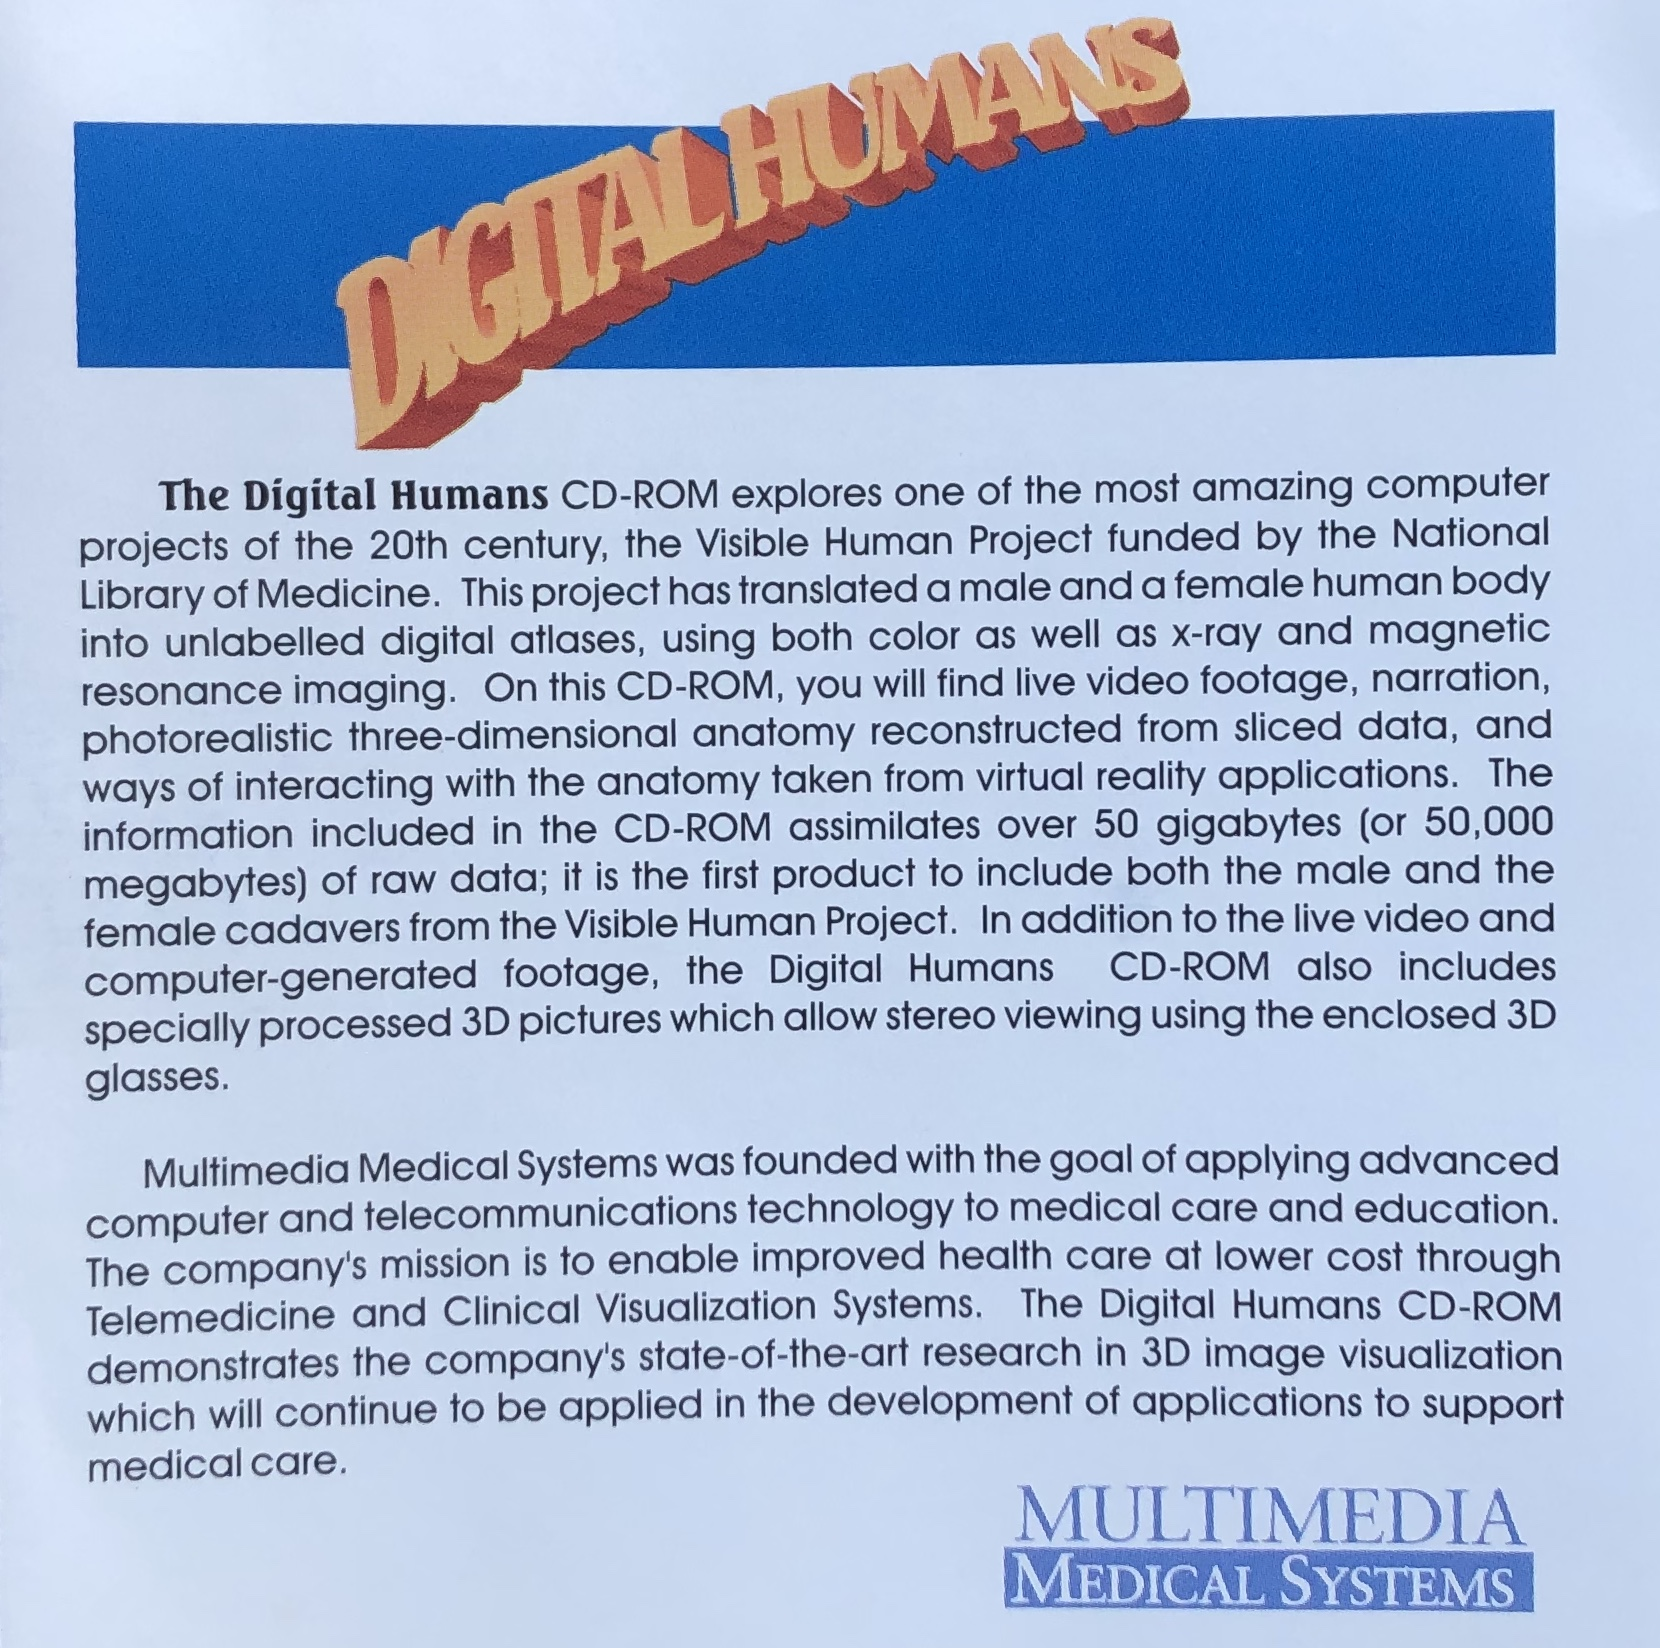 DIGITAL HUMANS
The Digital Humans CD-ROM explores one of the most amazing computer
projects of the 20th century, the Visible Human Project funded by the National
Library of Medicine. This project has translated a male and a female human body
into unlabelled digital atlases, using both color as well as x-ray and magnetic
resonance imaging. On this CD-ROM, you will find live video footage, narration,
photorealistic three-dimensional anatomy reconstructed from sliced data, and
ways of interacting with the anatomy taken from virtual reality applications. The
information included in the CD-ROM assimilates over 50 gigabytes (or 50,000
megabytes) of raw data; it is the first product to include both the male and the
female cadavers from the Visible Human Project. In addition to the live video and
computer-generated footage, the Digital Humans CD-ROM also includes
specially processed 3D pictures which allow stereo viewing using the enclosed 3D
glasses.
Multimedia Medical Systems was founded with the goal of applying advanced
computer and telecommunications technology to medical care and education.
The company's mission is to enable improved health care at lower cost through
Telemedicine and Clinical Visualization Systems. The Digital Humans CD-ROM
demonstrates the company's state-of-the-art research in 3D image visualization
which will continue to be applied in the development of applications to support
medical care.
MULTIMEDIA
MEDICAL SYSTEMS